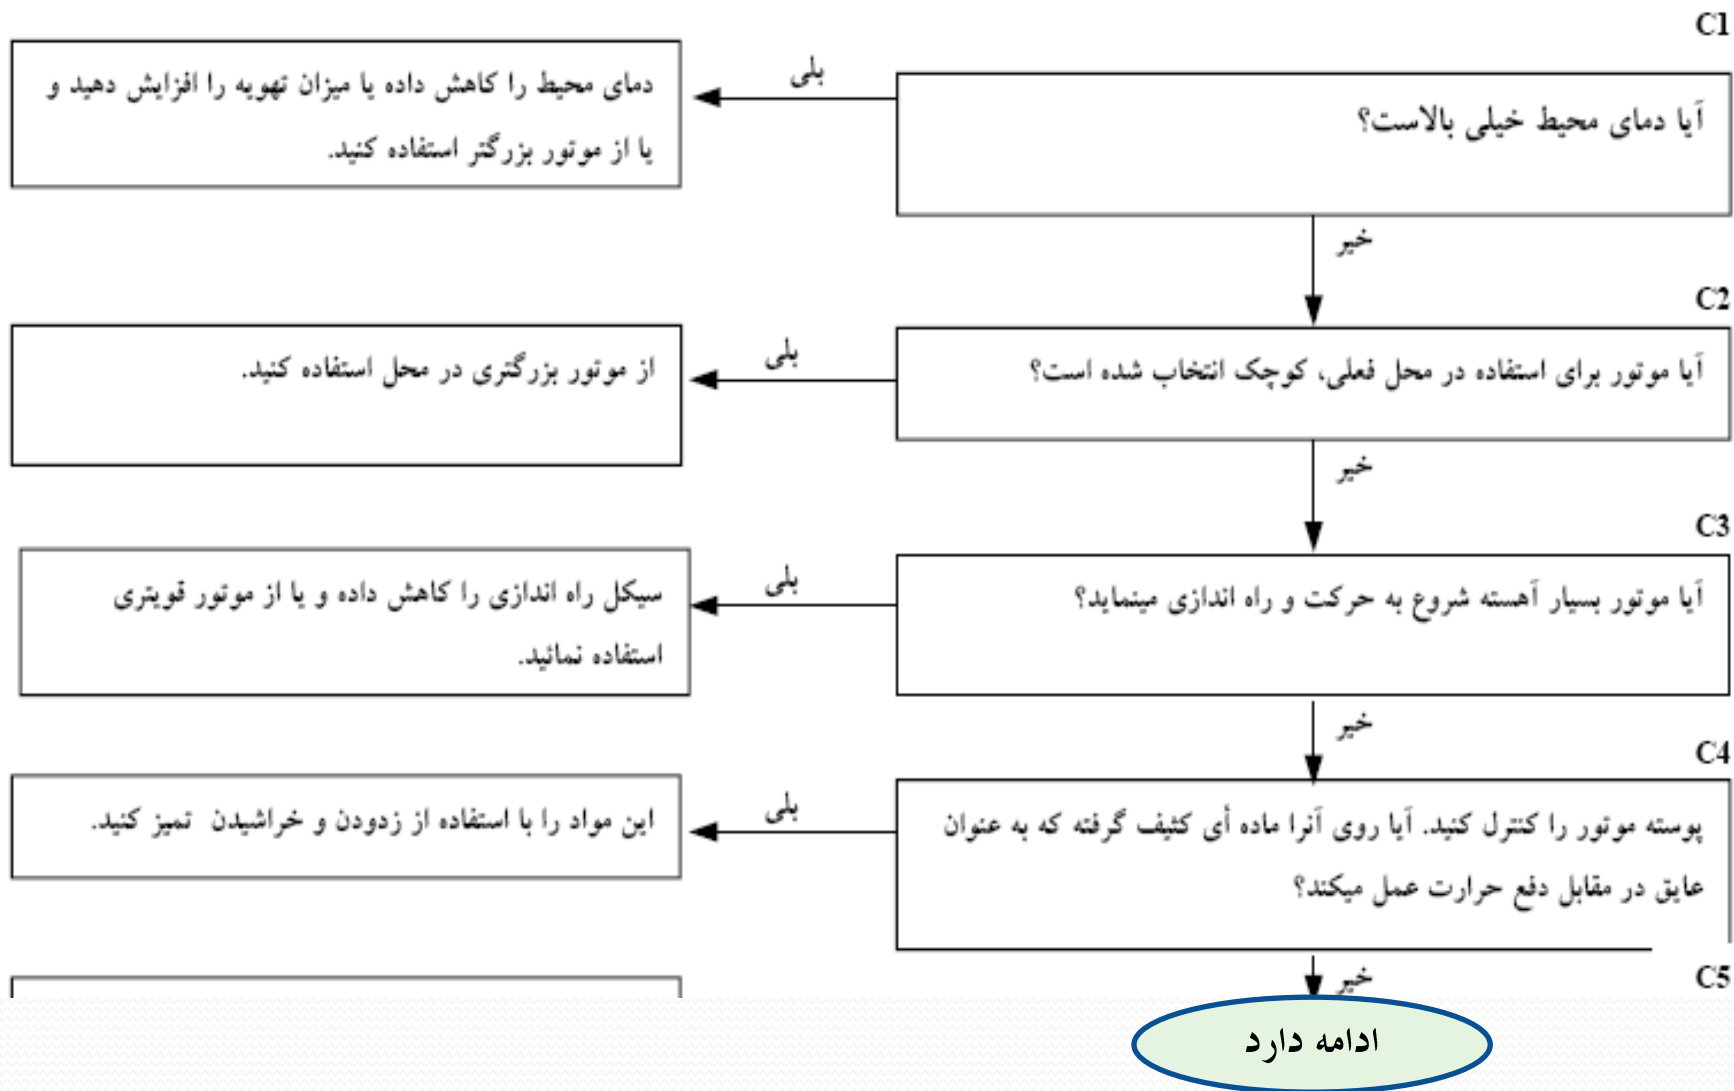 C1
آیا دمای محیط خیلی بالاست؟
بلی
دمای محیط را کاهش داده یا میزان تهویه را افزایش دهید و
یا از موتور بزرگتر استفاده کنید.
خیر
C2
آیا موتور برای استفاده در محل فعلی، کوچک انتخاب شده است؟
بلی
از موتور بزرگتری در محل استفاده کنید.
خیر
C3
آیا موتور بسیار آهسته شروع به حرکت و راه اندازی مینماید؟
بلی
سیکل راه اندازی را کاهش داده و یا از موتور قویتری
استفاده نمائید.
خیر
C4
پوسته موتور را کنترل کنید. آیا روی آنرا ماده أی کثیف گرفته که به عنوان
عایق در مقابل دفع حرارت عمل میکند؟
بلی
این مواد را با استفاده از زدودن و خراشیدن تمیز کنید.
خیر
C5
ادامه دارد